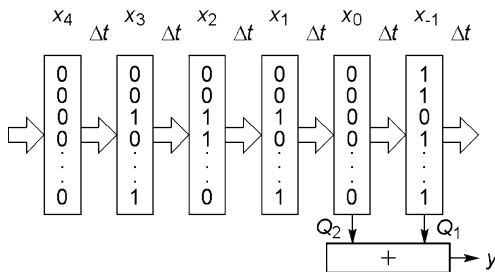 x4 x3 x2 x1 x0 x-1
Δt Δt Δt Δt Δt Δt
0 0 0 0 0 1
0 0 0 0 0 1
0 1 1 1 0 0
0 0 1 0 0 1
. . . . . .
. . . . . .
. . . . . .
0 1 0 1 0 1
Q2 Q1
+ y